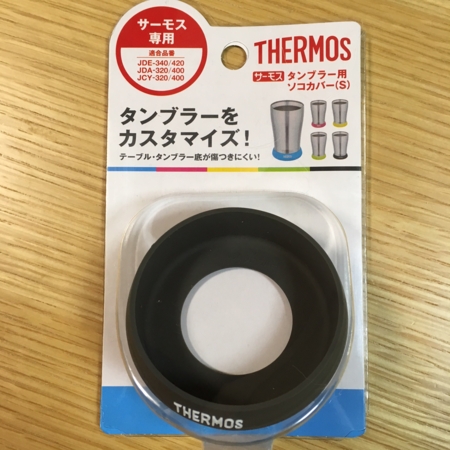 サーモス
専用
適合品番
JDE-340/420
JDA-320/400
JCY-320/400
THERMOS
サーモス タンブラー用
ソコカバー(S)
タンブラーを
カスタマイズ!
テーブル・タンブラー底が傷つきにくい!
THERMOS